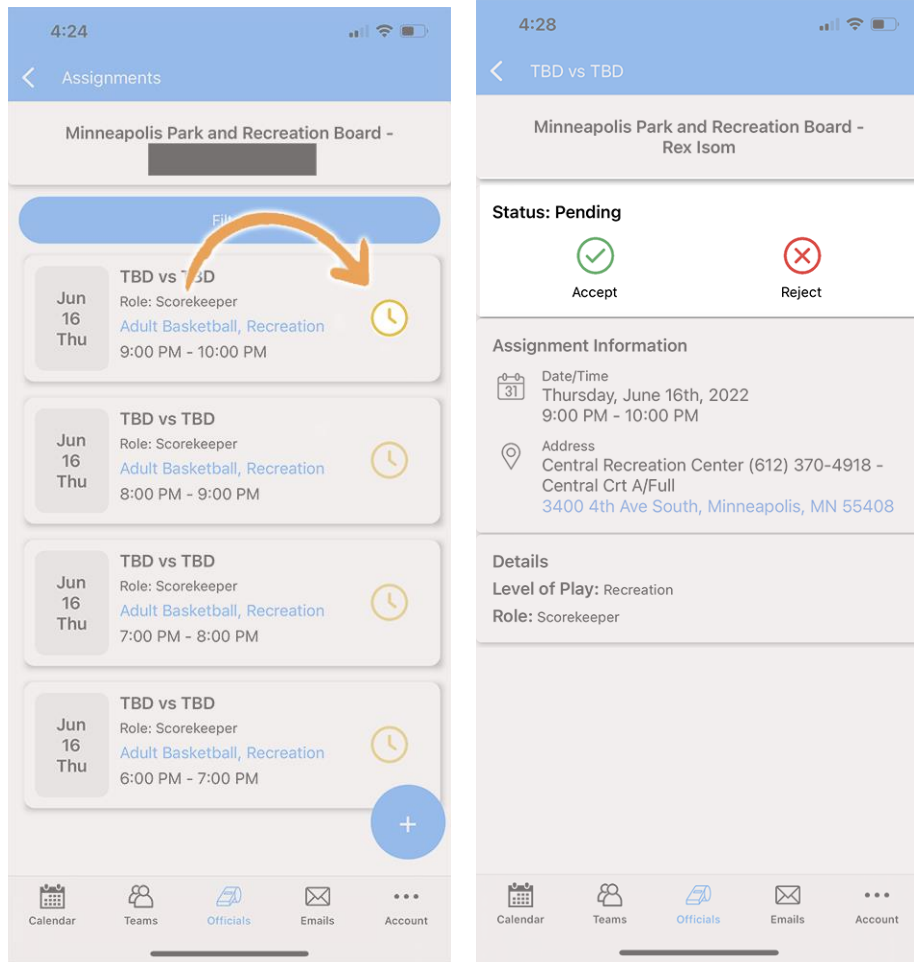 4:24
Assignments
Minneapolis Park and Recreation Board -
Jun
16
Thu
TBD vs TBD
Role: Scorekeeper
Adult Basketball, Recreation
9:00 PM - 10:00 PM
Jun
16
Thu
TBD vs TBD
Role: Scorekeeper
Adult Basketball, Recreation
8:00 PM - 9:00 PM
Jun
16
Thu
TBD vs TBD
Role: Scorekeeper
Adult Basketball, Recreation
7:00 PM - 8:00 PM
Jun
16
Thu
TBD vs TBD
Role: Scorekeeper
Adult Basketball, Recreation
6:00 PM - 7:00 PM
+
Calendar Teams Officials Emails Account
4:28
TBD vs TBD
Minneapolis Park and Recreation Board -
Rex Isom
Status: Pending
Accept Reject
Assignment Information
31
Date/Time
Thursday, June 16th, 2022
9:00 PM - 10:00 PM
Address
Central Recreation Center (612) 370-4918 -
Central Crt A/Full
3400 4th Ave South, Minneapolis, MN 55408
Details
Level of Play: Recreation
Role: Scorekeeper
Calendar Teams Officials Emails Account